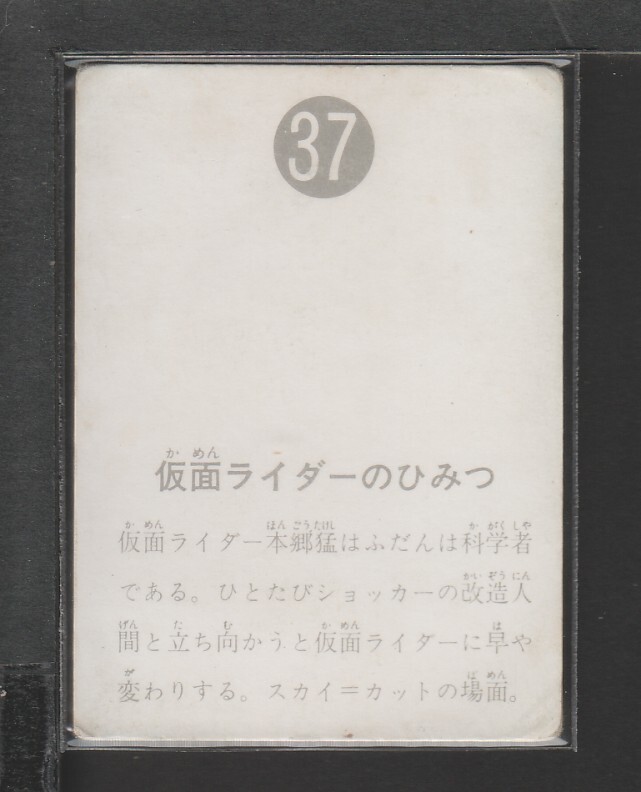 37
仮面ライダーのひみつ
仮面ライダー本郷猛はふだんは科学者
である。ひとたびショッカーの改造人
間と立ち向かうと仮面ライダーに早や
変わりする。スカイ＝カットの場面。